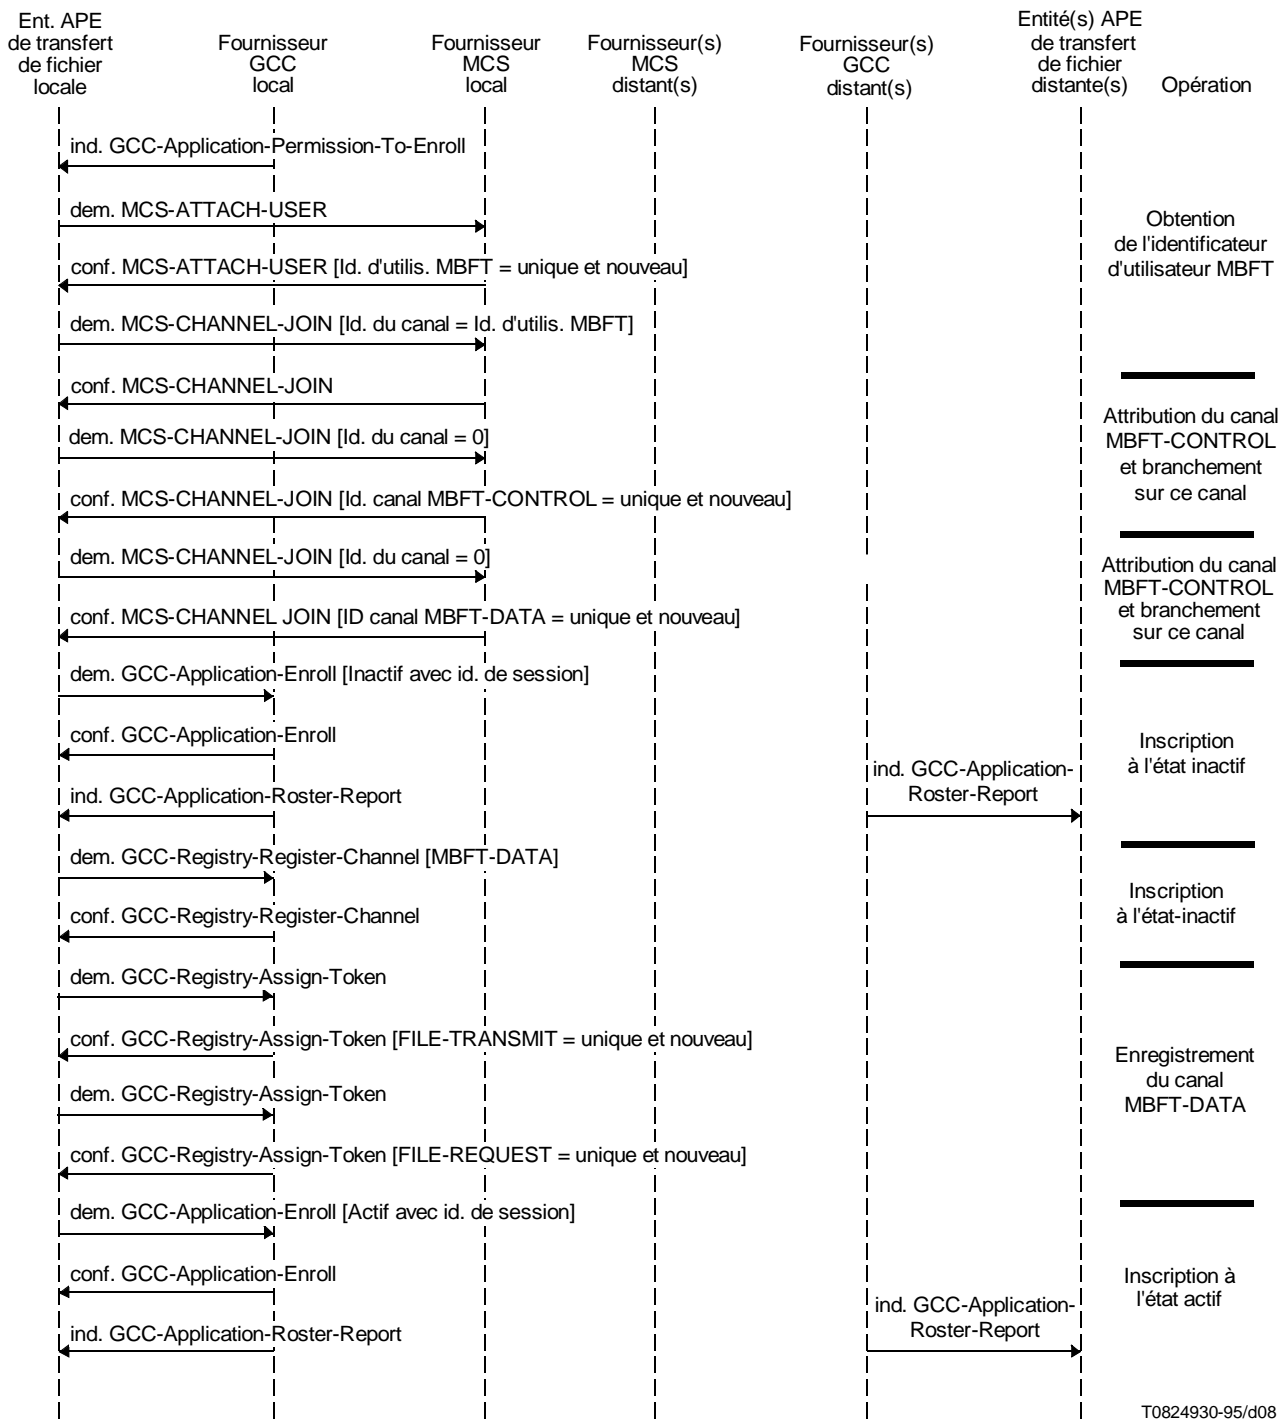 Ent. APE
de transfert
de fichier
locale
Fournisseur
GCC
local
Fournisseur
MCS
local
Fournisseur(s)
MCS
distant(s)
Fournisseur(s)
GCC
distant(s)
Entité(s) APE
de transfert
de fichier
distante(s)
Opération
ind. GCC-Application-Permission-To-Enroll
dem. MCS-ATTACH-USER
conf. MCS-ATTACH-USER [Id. d'utilis. MBFT = unique et nouveau]
dem. MCS-CHANNEL-JOIN [Id. du canal = Id. d'utilis. MBFT]
Obtention
de l'identificateur
d'utilisateur MBFT
conf. MCS-CHANNEL-JOIN
dem. MCS-CHANNEL-JOIN [Id. du canal = 0]
conf. MCS-CHANNEL-JOIN [Id. canal MBFT-CONTROL = unique et nouveau]
Attribution du canal
MBFT-CONTROL
et branchement
sur ce canal
dem. MCS-CHANNEL-JOIN [Id. du canal = 0]
conf. MCS-CHANNEL JOIN [ID canal MBFT-DATA = unique et nouveau]
Attribution du canal
MBFT-CONTROL
et branchement
sur ce canal
dem. GCC-Application-Enroll [Inactif avec id. de session]
conf. GCC-Application-Enroll
ind. GCC-Application-Roster-Report
ind. GCC-Application-
Roster-Report
Inscription
à l'état inactif
dem. GCC-Registry-Register-Channel [MBFT-DATA]
conf. GCC-Registry-Register-Channel
Inscription
à l'état-inactif
dem. GCC-Registry-Assign-Token
conf. GCC-Registry-Assign-Token [FILE-TRANSMIT = unique et nouveau]
dem. GCC-Registry-Assign-Token
conf. GCC-Registry-Assign-Token [FILE-REQUEST = unique et nouveau]
Enregistrement
du canal
MBFT-DATA
dem. GCC-Application-Enroll [Actif avec id. de session]
conf. GCC-Application-Enroll
ind. GCC-Application-Roster-Report
ind. GCC-Application-
Roster-Report
Inscription à
l'état actif
T0824930-95/d08